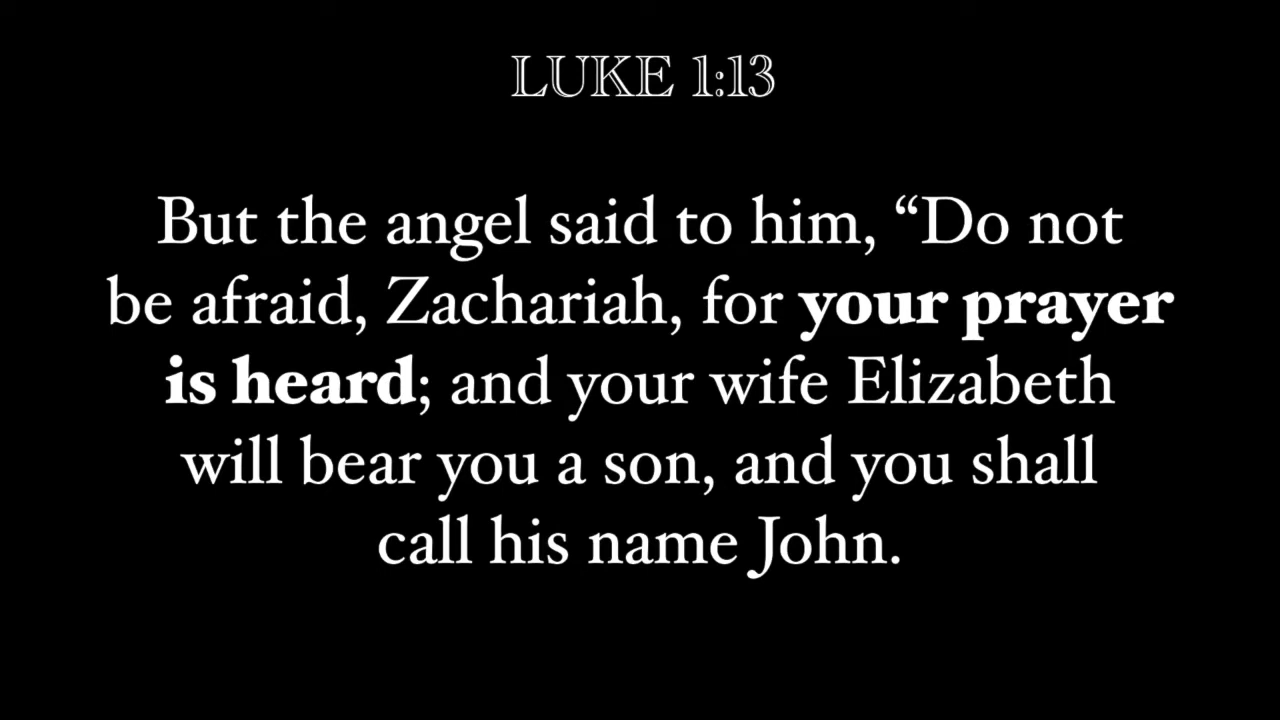 LUKE 1:13
But the angel said to him, “Do not
be afraid, Zachariah, for your prayer
is heard; and your wife Elizabeth
will bear you a son, and you shall
call his name John.